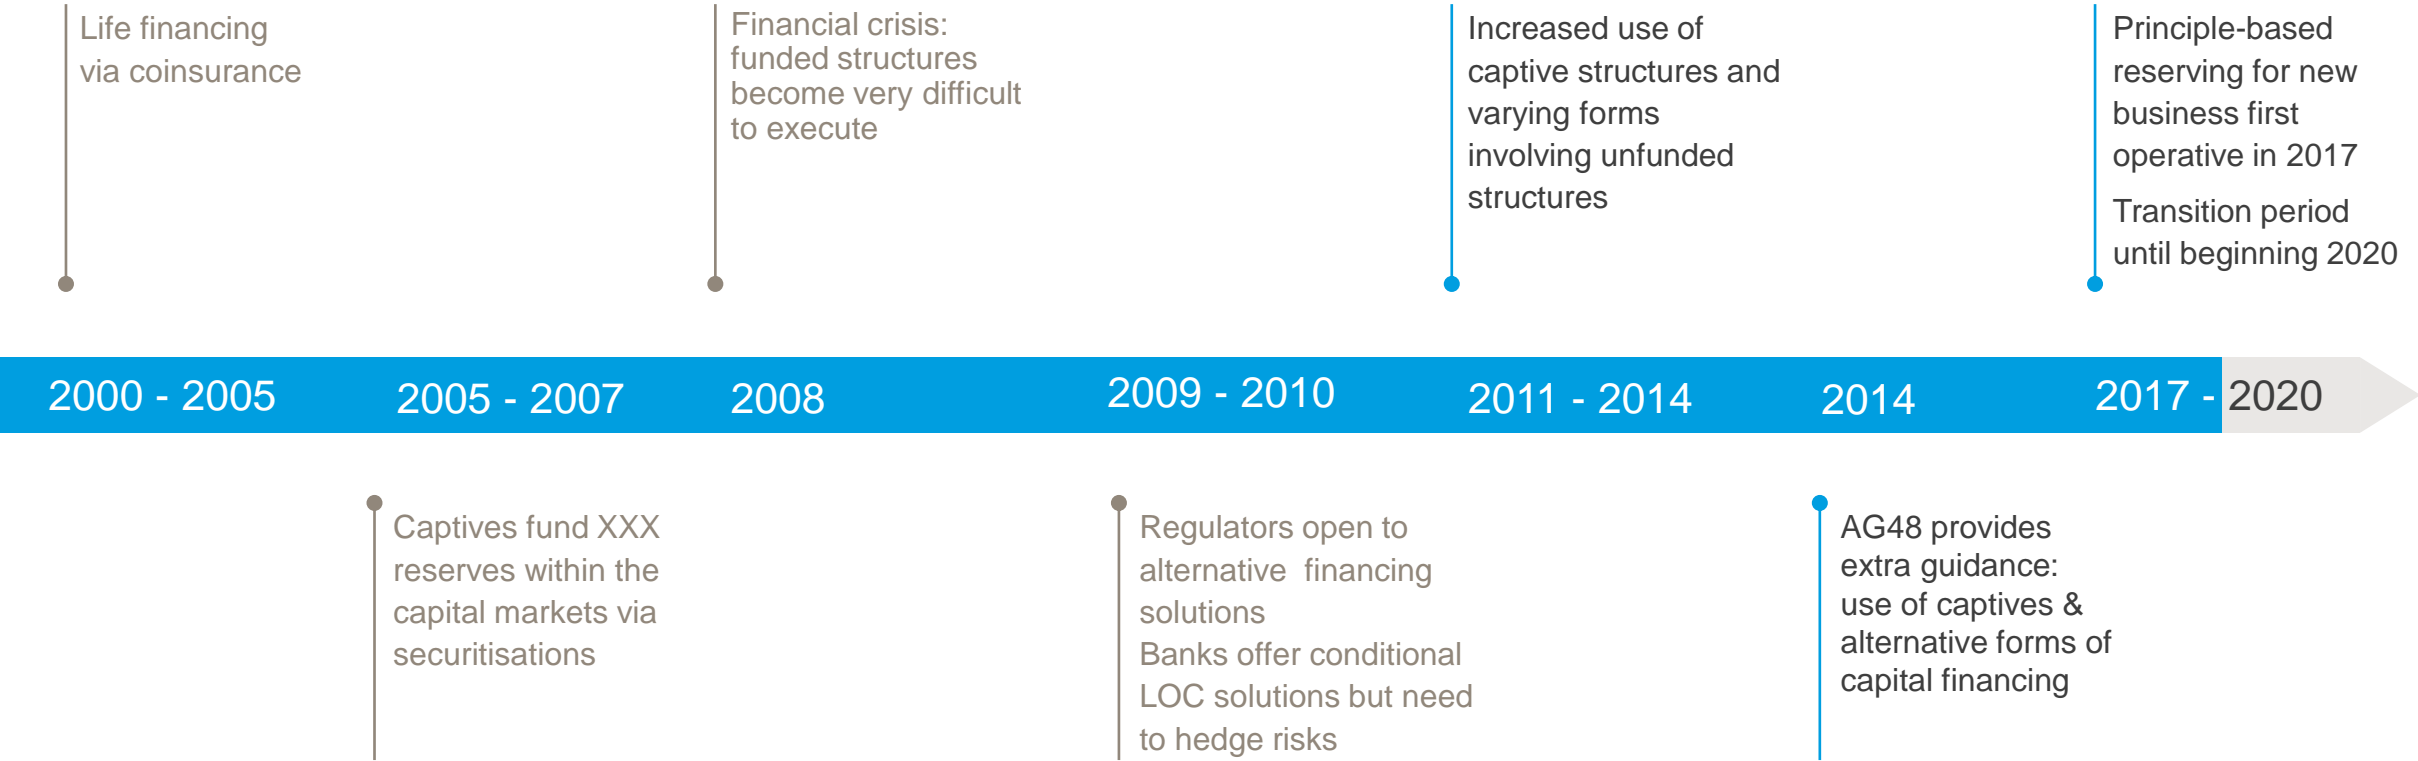 Life financing
via coinsurance
Financial crisis:
funded structures
become very difficult
to execute
Increased use of
captive structures and
varying forms
involving unfunded
structures
Principle-based
reserving for new
business first
operative in 2017
Transition period
until beginning 2020
2000 - 2005
2005 - 2007
2008
2009 - 2010
2011 - 2014
2014
2017 - 2020
Captives fund XXX
reserves within the
capital markets via
securitisations
Regulators open to
alternative  financing
solutions
Banks offer conditional
LOC solutions but need
to hedge risks
AG48 provides
extra guidance:
use of captives &
alternative forms of
capital financing